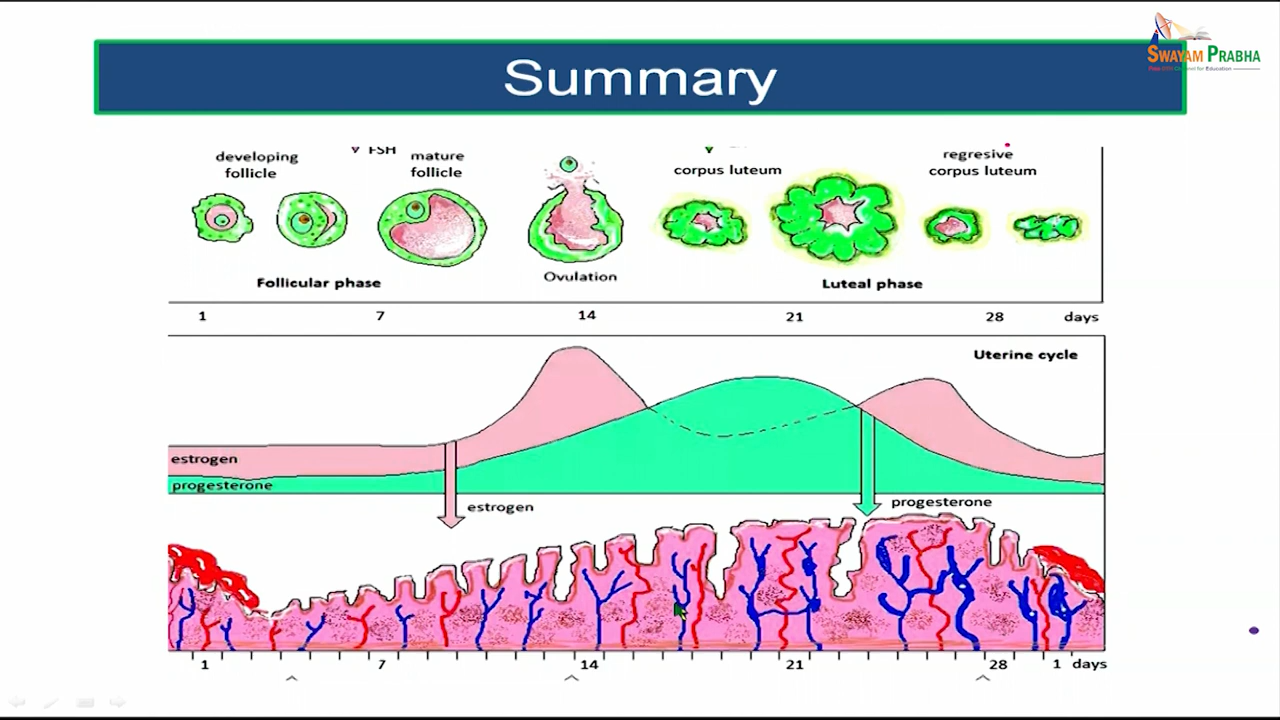 SWAYAM PRABHA
Summary
developing
follicle
FSH
mature
follicle
corpus luteum
regresive
corpus luteum
Follicular phase
Ovulation
Luteal phase
1 7 14 21 28 days
Uterine cycle
estrogen
progesterone
estrogen
progesterone
1 7 14 21 28 1 days